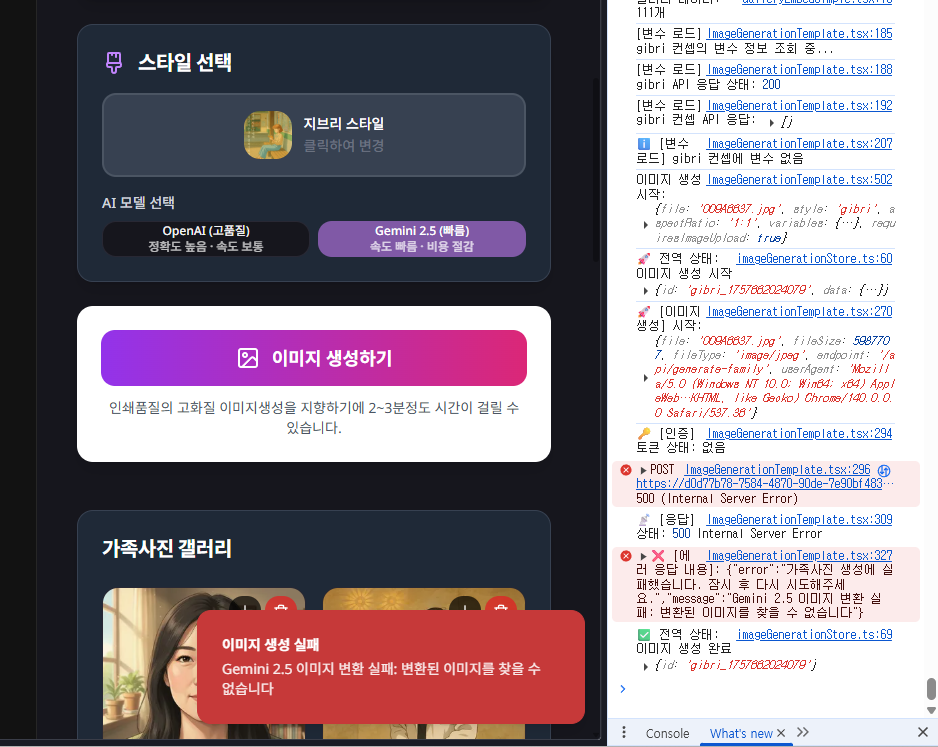 스타일 선택
지브리 스타일
클릭하여 변경
AI 모델 선택
OpenAI (고품질)
정확도 높음 · 속도 보통
Gemini 2.5 (빠름)
속도 빠름 · 비용 절감
이미지 생성하기
인쇄품질의 고화질 이미지생성을 지향하기에 2~3분정도 시간이 걸릴 수
있습니다.
가족사진 갤러리
이미지 생성 실패
Gemini 2.5 이미지 변환 실패: 변환된 이미지를 찾을 수
없습니다
111개
[변수 로드] ImageGenerationTemplate.tsx:185
gibri 컨셉의 변수 정보 조회 중...
[변수 로드] ImageGenerationTemplate.tsx:188
gibri API 응답 상태: 200
[변수 로드] ImageGenerationTemplate.tsx:192
gibri 컨셉 API 응답: ▶ []
ℹ️ [변수 ImageGenerationTemplate.tsx:207
로드] gibri 컨셉에 변수 없음
이미지 생성 ImageGenerationTemplate.tsx:502
시작:
{file: '009A6637.jpg', style: 'gibri', a
spectRatio: '1:1', variables: {…}, requ
iresImageUpload: true}
🚀 전역 상태: imageGenerationStore.ts:60
이미지 생성 시작
▶ {id: 'gibri_1757662024079', data: {…}}
🚀 [이미지 ImageGenerationTemplate.tsx:270
생성] 시작:
{file: '009A6637.jpg', fileSize: 598770
7, fileType: 'image/jpeg', endpoint: '/a
pi/generate-family', userAgent: 'Mozill
a/5.0 (Windows NT 10.0; Win64; x64) Appl
eWeb…KHTML, like Gecko) Chrome/140.0.0.
0 Safari/537.36'}
🔑 [인증] ImageGenerationTemplate.tsx:294
토큰 상태: 없음
▶ POST ImageGenerationTemplate.tsx:296
https://d0d77b78-7584-4870-90de-7e90bf483…
500 (Internal Server Error)
📡 [응답] ImageGenerationTemplate.tsx:309
상태: 500 Internal Server Error
▶ ❌ [에 ImageGenerationTemplate.tsx:327
러 응답 내용]: {"error":"가족사진 생성에 실
패했습니다. 잠시 후 다시 시도해주세
요.","message":"Gemini 2.5 이미지 변환 실
패: 변환된 이미지를 찾을 수 없습니다"}
✅ 전역 상태: imageGenerationStore.ts:69
이미지 생성 완료
▶ {id: 'gibri_1757662024079'}
Console What's new